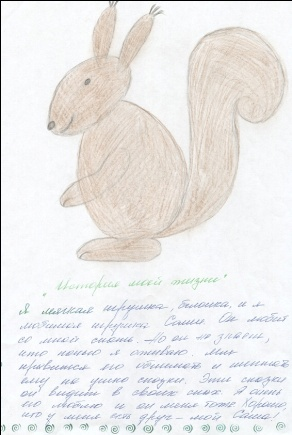 "История моей жизни"
Я мягкая игрушка, белочка, и я
любимая игрушка Саши. Он любит
со мной спать. Но он не знает,
что ночью я оживаю. Мне
нравится его обнимать и шептать
ему на ушко сказки. Эти сказки
он видит в своих снах. Я очень
его люблю и он меня тоже. Хорошо
что у меня есть друг - мой Саша!